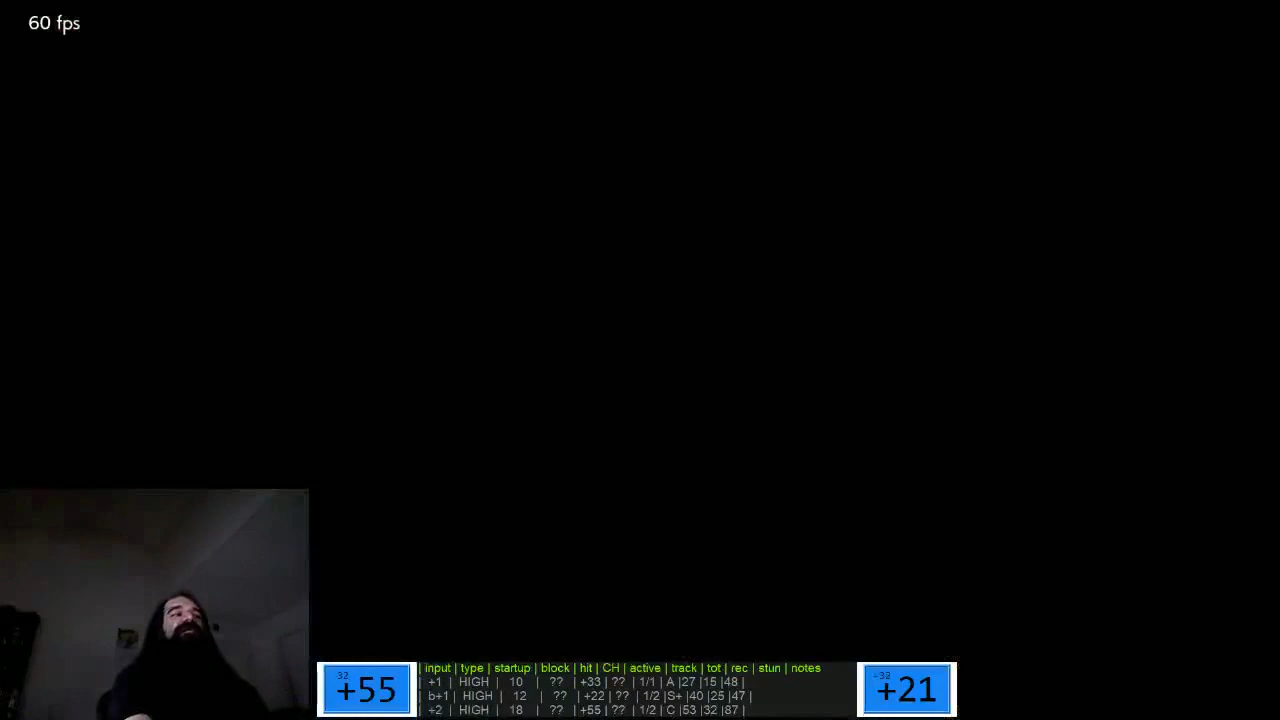 60 fps
32
+55
| input | type | startup | block | hit | CH | active | track | tot | rec | stun | notes
| +1 | HIGH | 10 | ?? | +33 | ?? | 1/1 | A |27 |15 |48 |
| b+1 | HIGH | 12 | ?? | +22 | ?? | 1/2 |S+ |40 |25 |47 |
| +2 | HIGH | 18 | ?? | +55 | ?? | 1/2 | C |53 |32 |87 |
+21